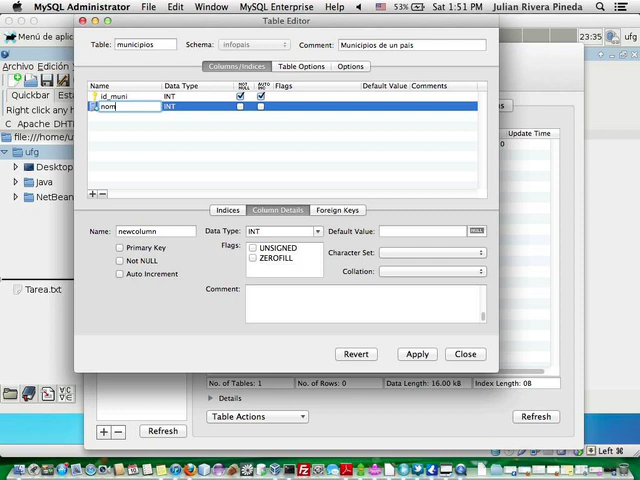 MySQL Administrator File Edit Window MySQL Enterprise Help 53% Sat 1:51 PM Julian Rivera Pineda
Table Editor
Menú de aplic
23:35 ufg
Table: municipios Schema: infopais Comment: Municipios de un pais
Archivo Edi
Columns/Indices Table Options Options
Quickbar Esta
Name Data Type NOT NULL AUTO INC Flags Default Value Comments
id_muni INT
nom INT
Right click any h
C Apache DHTI
file:///home/u
Update Time
0
ufg
Desktop
Java
NetBean
Indices Column Details Foreign Keys
Name: newcolumn Data Type: INT Default Value: NULL
Primary Key Flags: UNSIGNED Character Set:
Not NULL ZEROFILL
Auto Increment Collation:
Comment:
Tarea.txt
Revert Apply Close
No. of Tables: 1 No. of Rows: 0 Data Length: 16.00 kB Index Length: 0B
Details
Table Actions Refresh
Refresh
Left ⌘